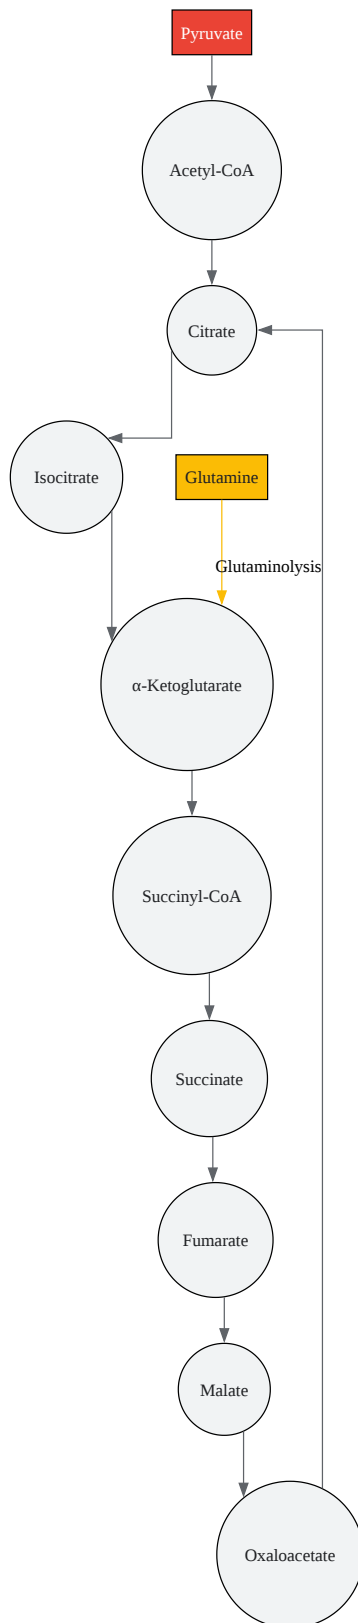 Pyruvate
Acetyl-CoA
Citrate
Isocitrate
Glutamine
Glutaminolysis
α-Ketoglutarate
Succinyl-CoA
Succinate
Fumarate
Malate
Oxaloacetate